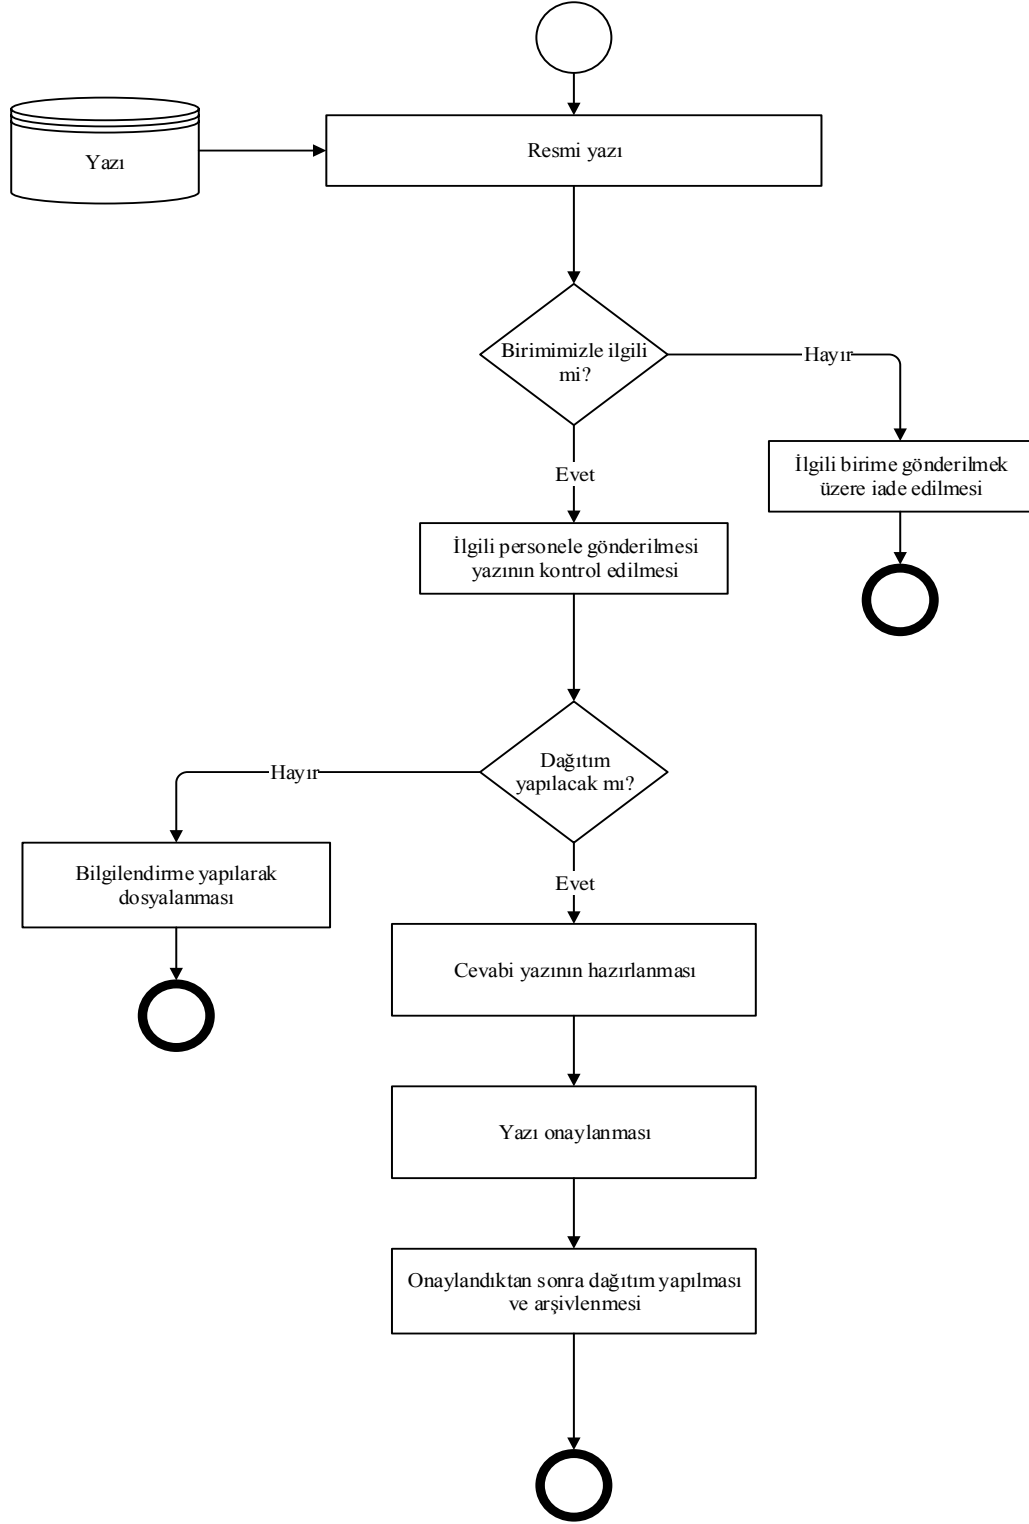 Yazı
Resmi yazı
Birimimizle ilgili
mi?
Hayır
İlgili birime gönderilmek
üzere iade edilmesi
Evet
İlgili personele gönderilmesi
yazının kontrol edilmesi
Dağıtım
yapılacak mı?
Hayır
Bilgilendirme yapılarak
dosyalanması
Evet
Cevabi yazının hazırlanması
Yazı onaylanması
Onaylandıktan sonra dağıtım yapılması
ve arşivlenmesi